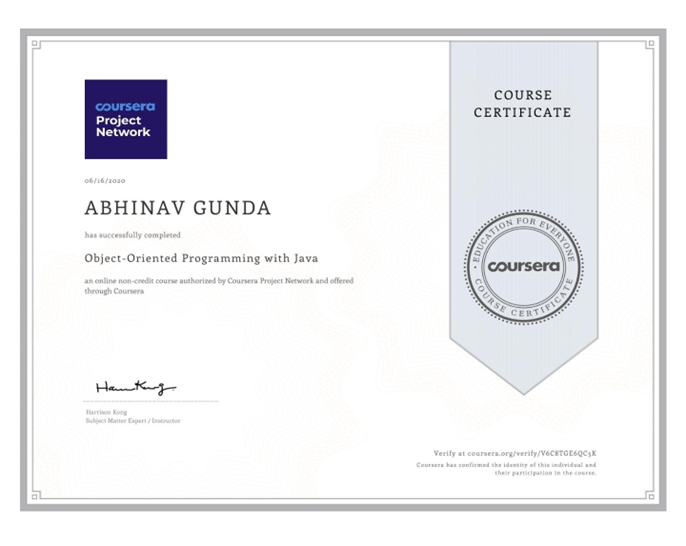 coursera
Project
Network
06/16/2020
ABHINAV GUNDA
has successfully completed
Object-Oriented Programming with Java
an online non-credit course authorized by Coursera Project Network and offered
through Coursera
Harrison Kong
Subject Matter Expert / Instructor
COURSE
CERTIFICATE
EDUCATION FOR EVERYONE
coursera
COURSE CERTIFICATE
Verify at coursera.org/verify/V6C8TGE6QC5K
Coursera has confirmed the identity of this individual and
their participation in the course.